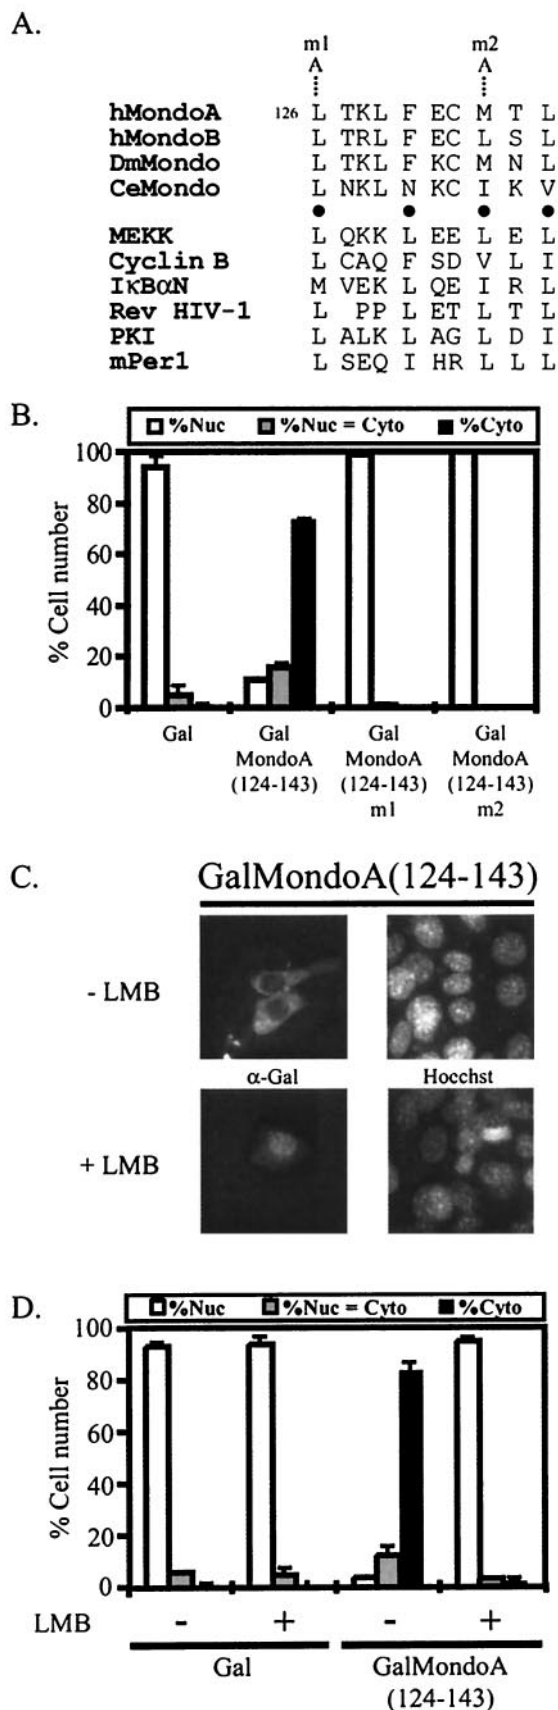 A.
m1 m2
A A
hMondoA 126 L TKL F EC M T L
hMondoB L TRL F EC L S L
DmMondo L TKL F KC M N L
CeMondo L NKL N KC I K V
MEKK L QKK L EE L E L
Cyclin B L CAQ F SD V L I
IκBαN M VEK L QE I R L
Rev HIV-1 L PP L ET L T L
PKI L ALK L AG L D I
mPer1 L SEQ I HR L L L
B.
%Nuc %Nuc = Cyto %Cyto
100
80
60
40
20
0
% Cell number
Gal Gal Gal Gal
MondoA MondoA MondoA
(124-143) (124-143) (124-143)
m1 m2
C.
GalMondoA(124-143)
- LMB
α-Gal Hocchst
+ LMB
D.
%Nuc %Nuc = Cyto %Cyto
100
80
60
40
20
0
% Cell number
LMB - + - +
Gal GalMondoA
(124-143)